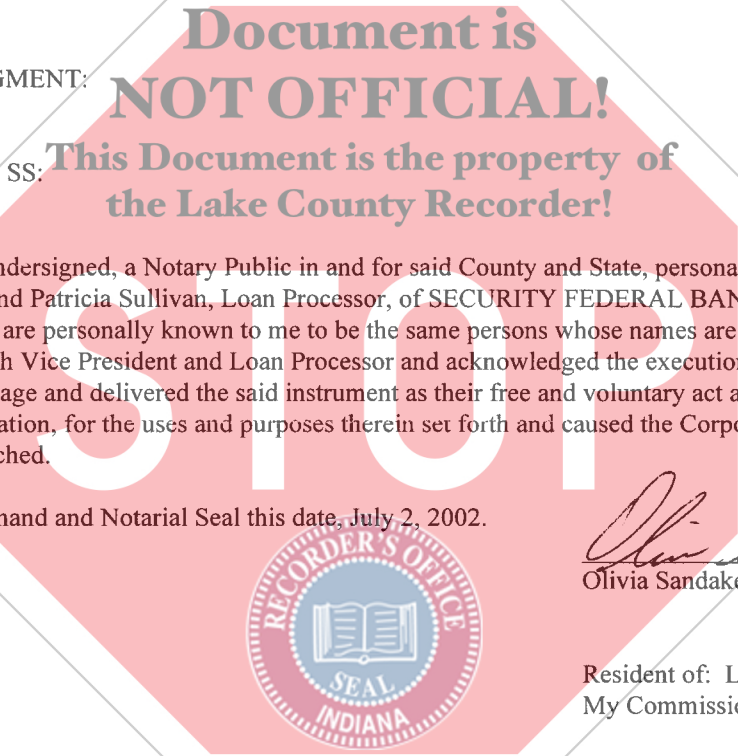 Document is
GMENT:
NOT OFFICIAL!
SS:
This Document is the property of
the Lake County Recorder!
ndersigned, a Notary Public in and for said County and State, persona
nd Patricia Sullivan, Loan Processor, of SECURITY FEDERAL BAN
are personally known to me to be the same persons whose names are
h Vice President and Loan Processor and acknowledged the execution
age and delivered the said instrument as their free and voluntary act a
ation, for the uses and purposes therein set forth and caused the Corpo
ched.
STOP
hand and Notarial Seal this date, July 2, 2002.
RECORDER'S OFFICE
SEAL
INDIANA
Olivia Sandake
Resident of: L
My Commissio